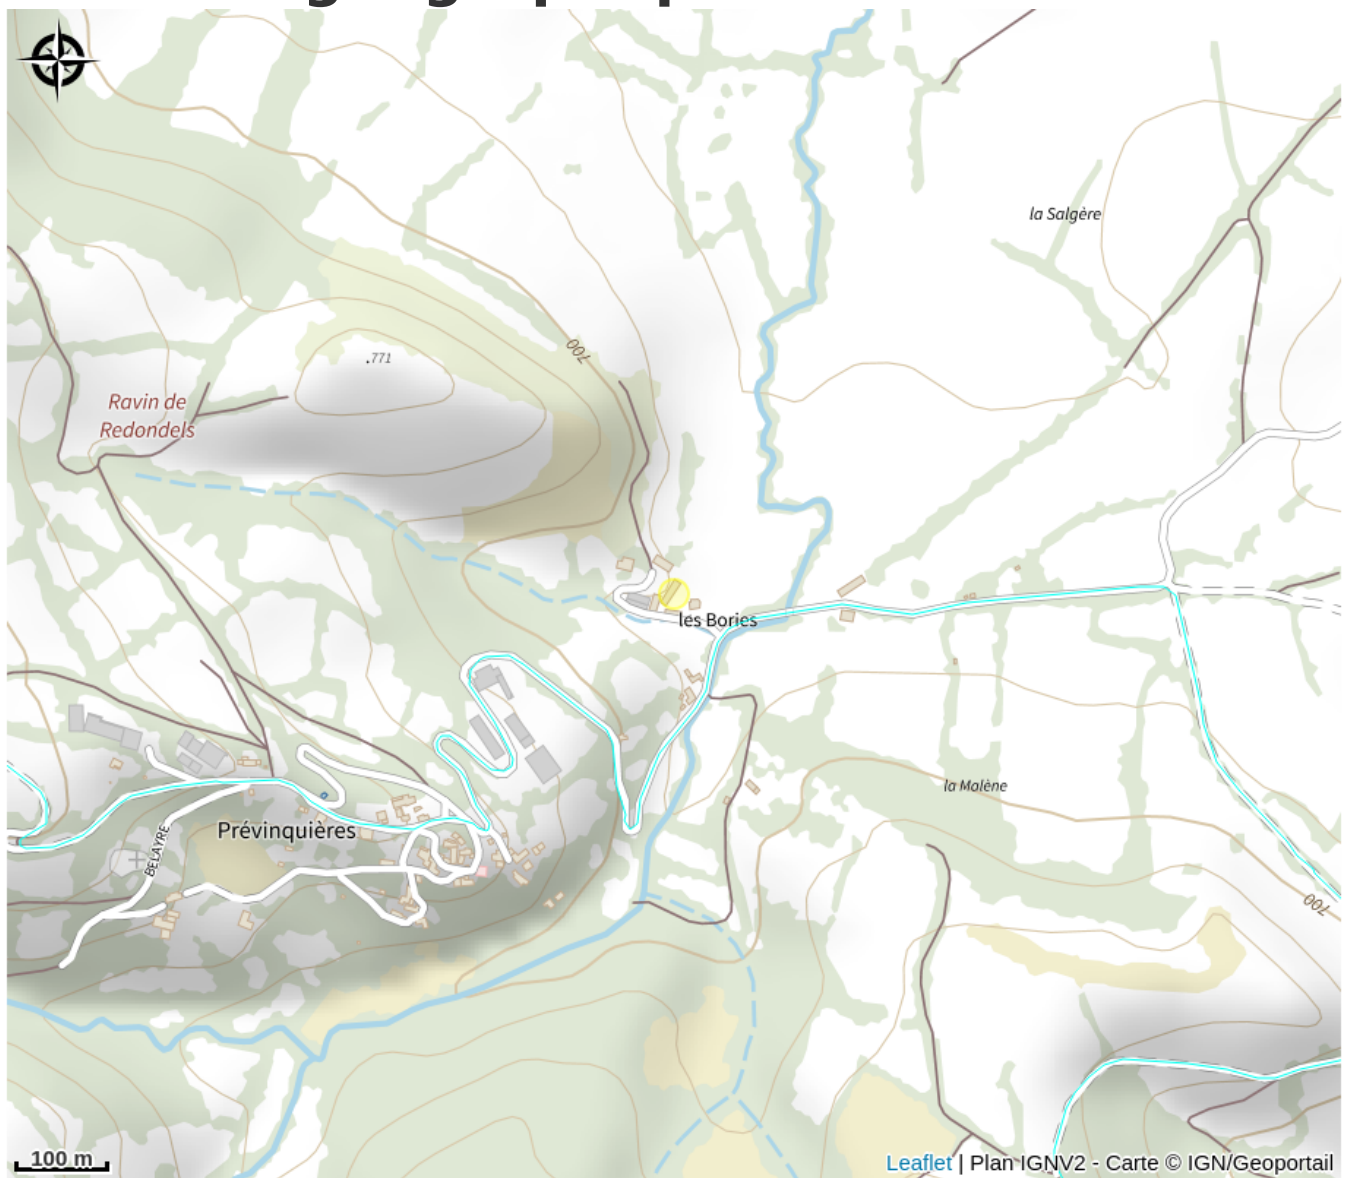 la Salgère
700
.771
Ravin de
Redondels
les Bories
la Malène
Prévinquières
BELAYRE
700
100 m
Leaflet | Plan IGNV2 - Carte © IGN/Geoportail